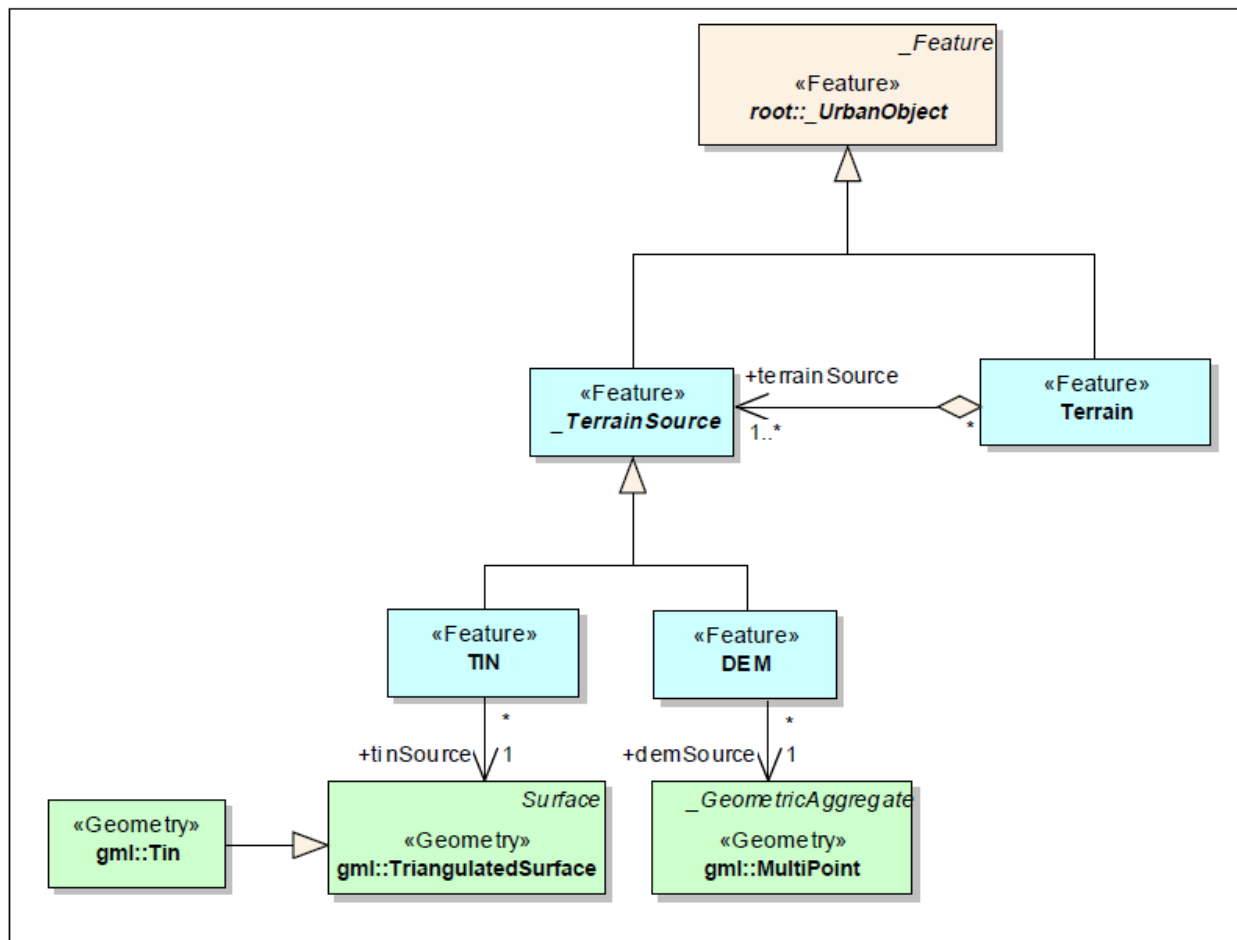 _Feature
«Feature»
root::_UrbanObject
«Feature»
_TerrainSource
+terrainSource
1..*
*
«Feature»
Terrain
«Feature»
TIN
«Feature»
DEM
*
+tinSource
1
*
+demSource
1
«Geometry»
gml::Tin
Surface
«Geometry»
gml::TriangulatedSurface
_GeometricAggregate
«Geometry»
gml::MultiPoint